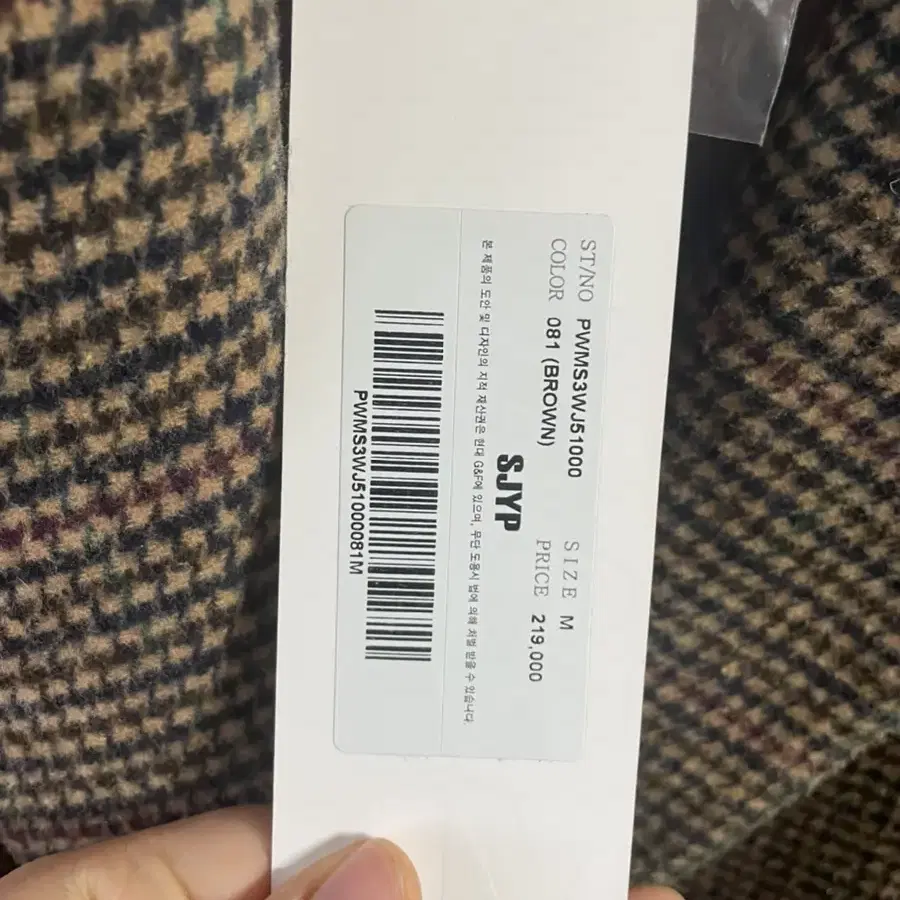 ST/NO PWMS3WJ51000 SIZE M
COLOR 081 (BROWN) PRICE 219,000
SJYP
본 제품의 도안 및 디자인의 지적 재산권은 현대 G&F에 있으며, 무단 도용시 법에 의해 처벌 받을 수 있습니다.
PWMS3WJ51000081M